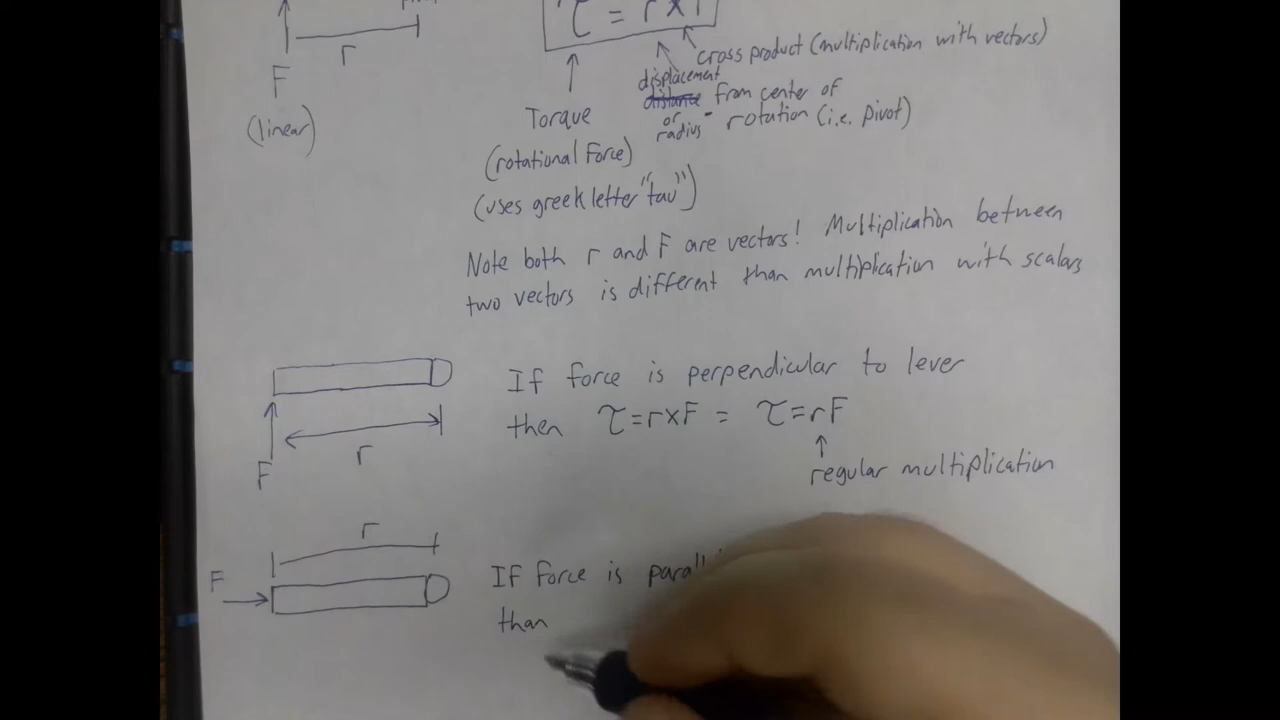 r
F
(linear)
τ = r x F
cross product (multiplication with vectors)
displacement
distance from center of
or
radius rotation (i.e. pivot)
Torque
(rotational Force)
(uses greek letter "tau")
Note both r and F are vectors! Multiplication between
two vectors is different than multiplication with scalars
F
r
If force is perpendicular to lever
then τ=r×F = τ=rF
regular multiplication
r
F
If force is
than